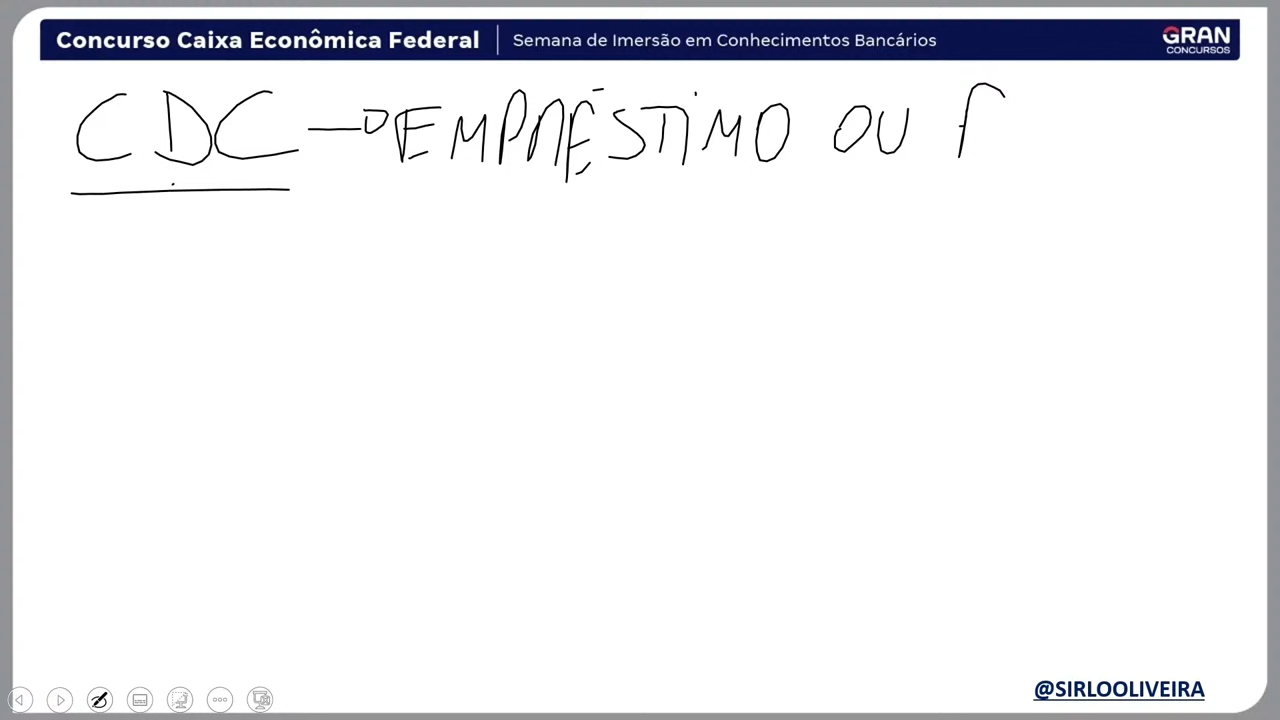 Concurso Caixa Econômica Federal | Semana de Imersão em Conhecimentos Bancários
GRAN
CONCURSOS
CDC → EMPRÉSTIMO OU F
@SIRLOOLIVEIRA